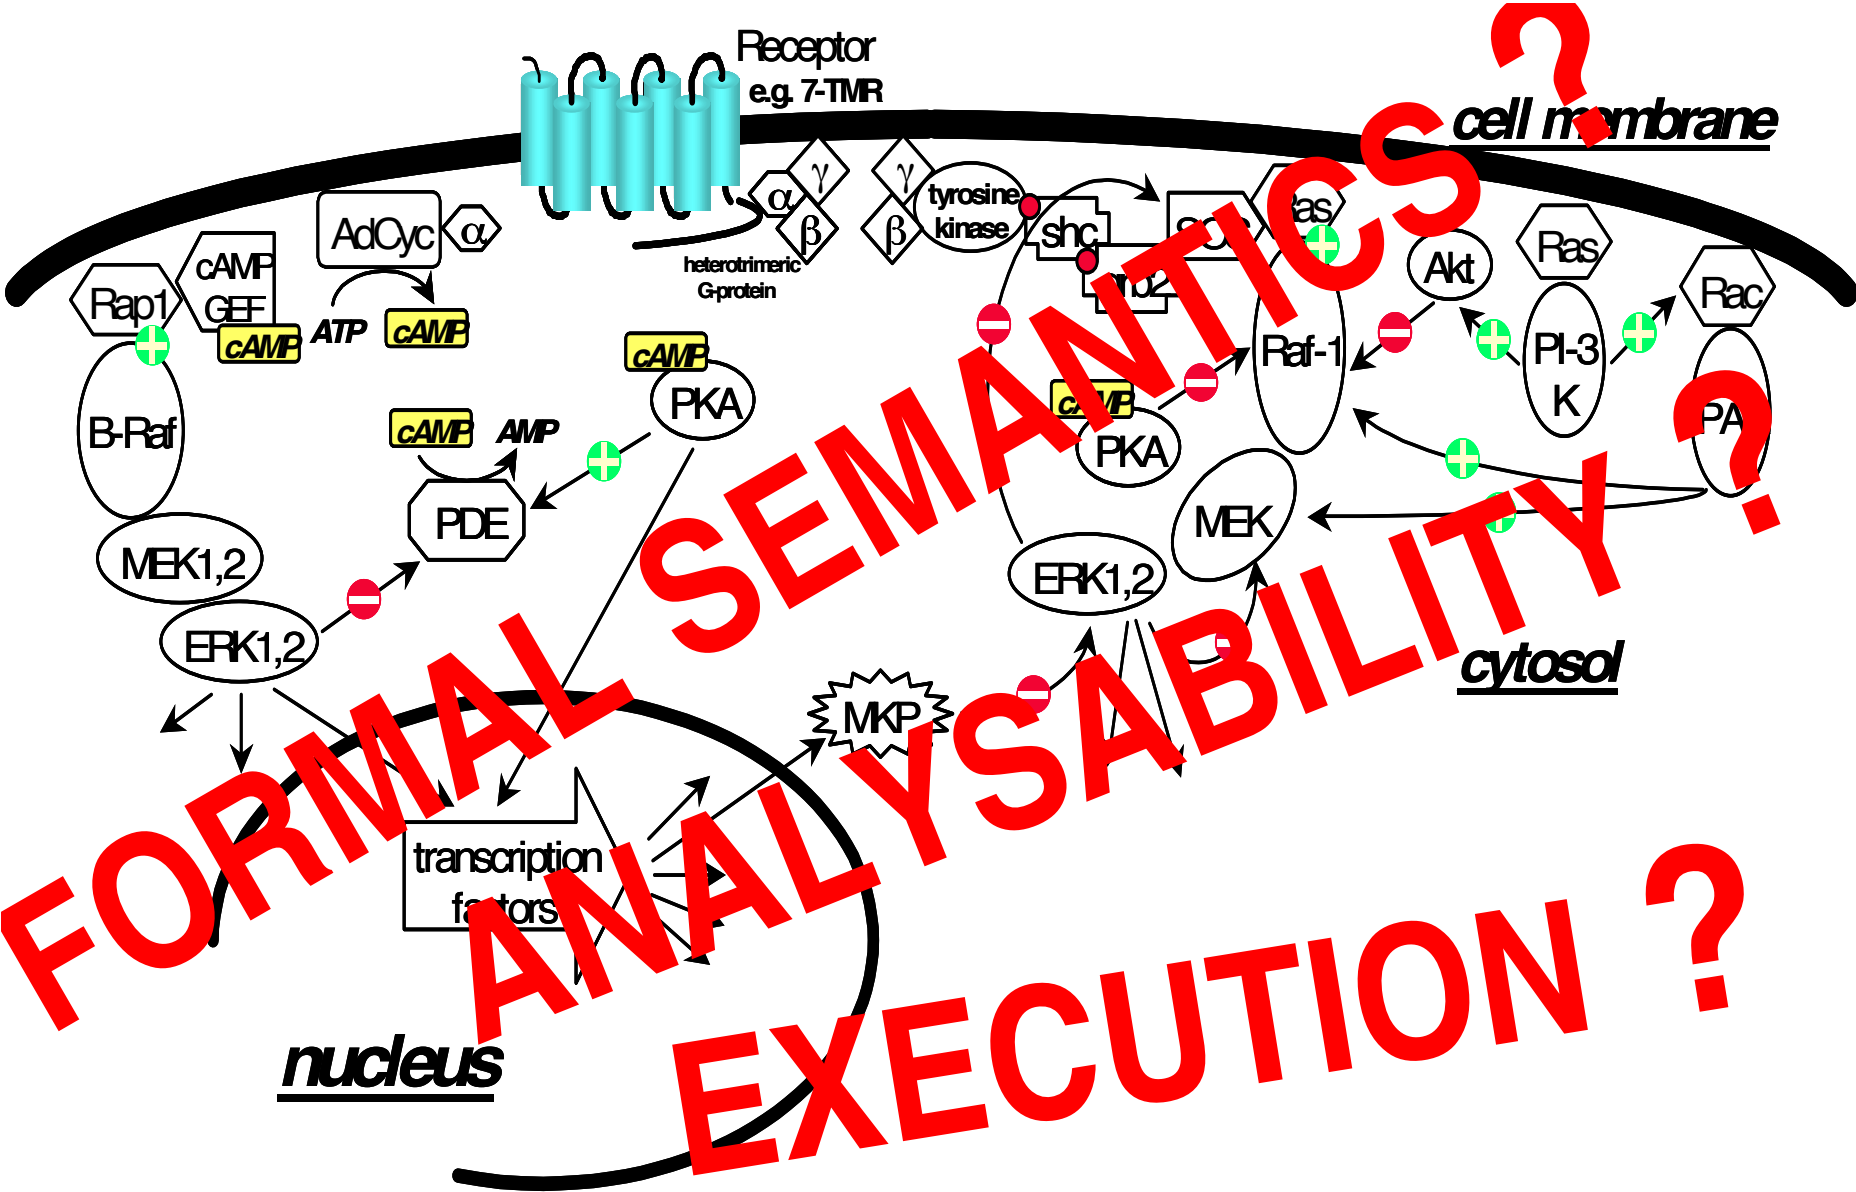 Receptor
e.g. 7-TMR
cell membrane
AdCyc
α
γ
α
β
γ
β
tyrosine
kinase
shc
heterotrimeric
G-protein
cAMP
GEF
Rap1
cAMP
ATP
cAMP
Akt
Ras
Rac
cAMP
PKA
Raf-1
PI-3
K
B-Raf
cAMP
AMP
cAMP
PKA
PDE
MEK
MEK1,2
ERK1,2
ERK1,2
MKP
cytosol
transcription
factors
nucleus
FORMAL SEMANTICS ?
ANALYSABILITY ?
EXECUTION ?